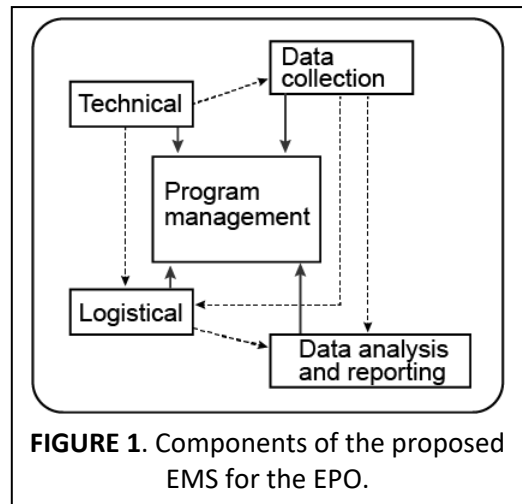 Data
collection
Technical
Program
management
Logistical
Data analysis
and reporting
FIGURE 1. Components of the proposed
EMS for the EPO.